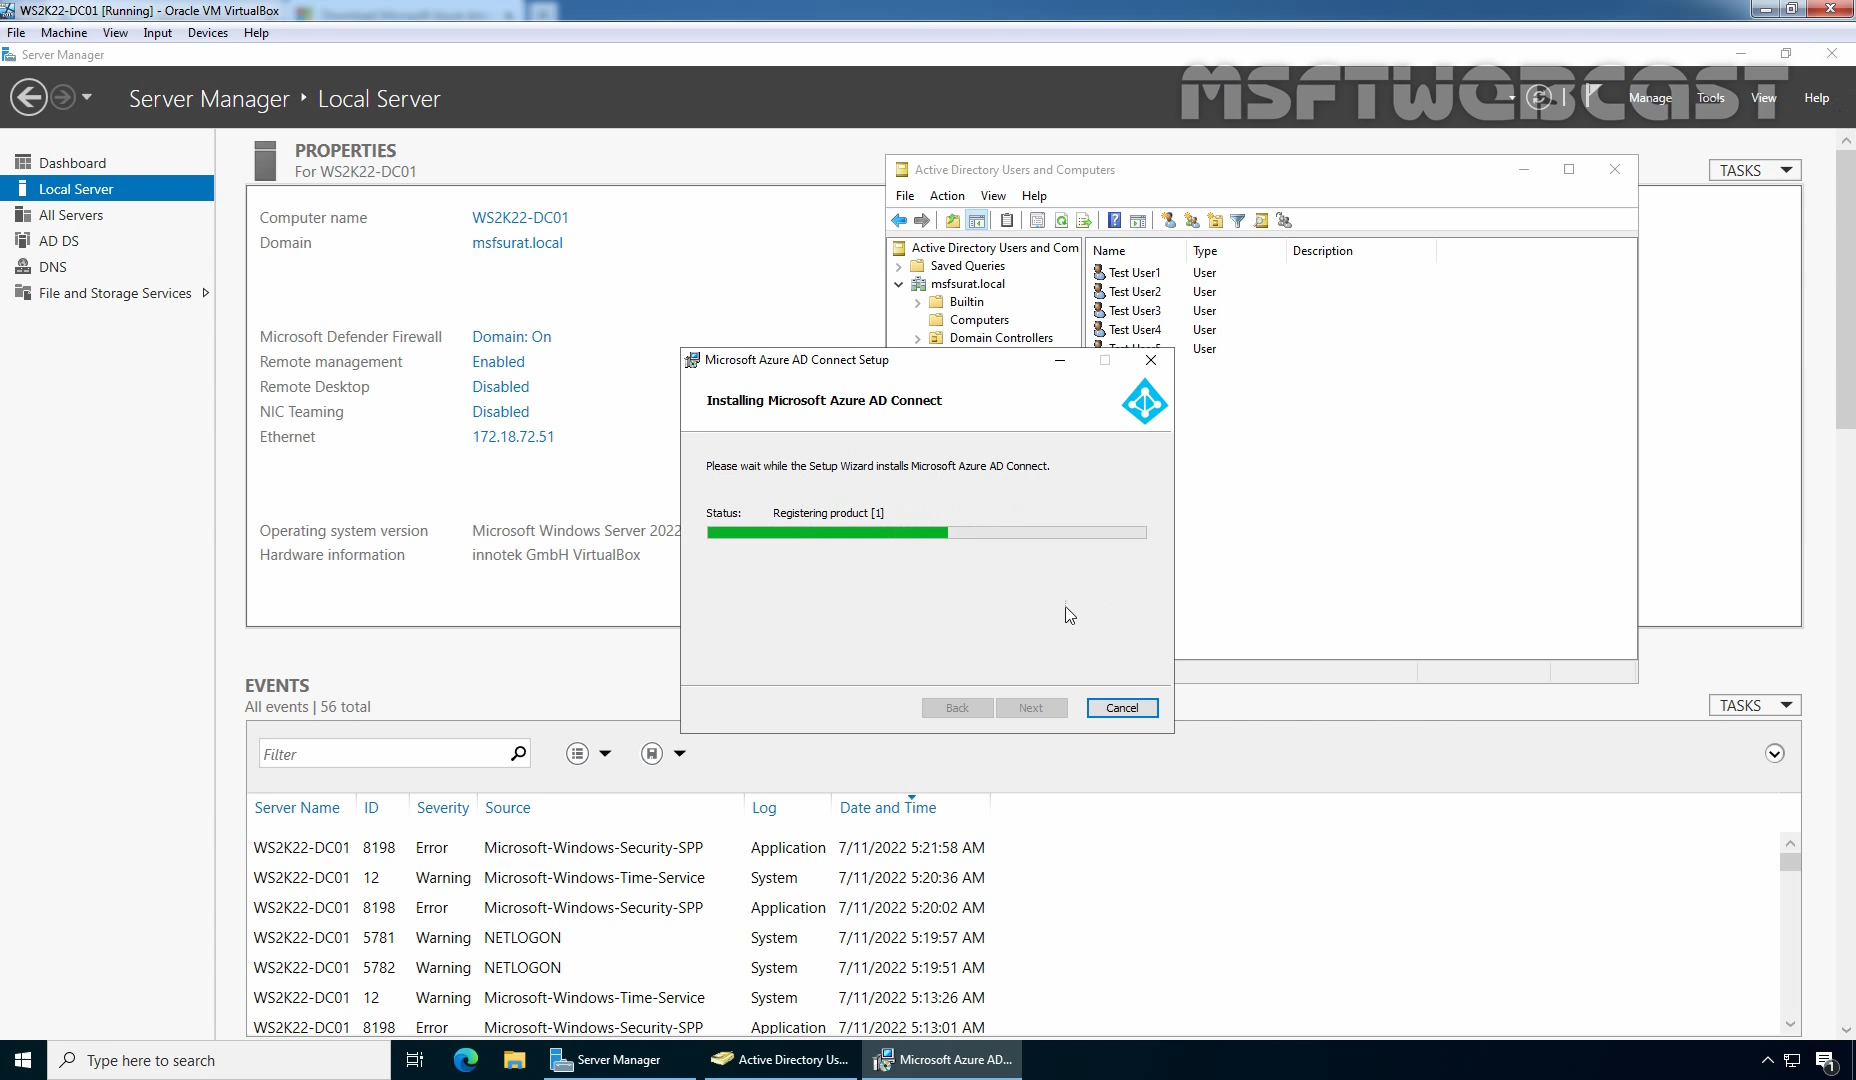 WS2K22-DC01 [Running] - Oracle VM VirtualBox
File Machine View Input Devices Help
Server Manager
Server Manager Local Server
MSFTWEBCAST
Manage Tools View Help
Dashboard
Local Server
All Servers
AD DS
DNS
File and Storage Services
PROPERTIES
For WS2K22-DC01
TASKS
Computer name WS2K22-DC01
Domain msfsurat.local
Microsoft Defender Firewall Domain: On
Remote management Enabled
Remote Desktop Disabled
NIC Teaming Disabled
Ethernet 172.18.72.51
Operating system version Microsoft Windows Server 2022
Hardware information innotek GmbH VirtualBox
Active Directory Users and Computers
File Action View Help
Active Directory Users and Com
Saved Queries
msfsurat.local
Builtin
Computers
Domain Controllers
Name Type Description
Test User1 User
Test User2 User
Test User3 User
Test User4 User
User
Microsoft Azure AD Connect Setup
Installing Microsoft Azure AD Connect
Please wait while the Setup Wizard installs Microsoft Azure AD Connect.
Status: Registering product [1]
Back Next Cancel
EVENTS
All events | 56 total
TASKS
Filter
Server Name ID Severity Source Log Date and Time
WS2K22-DC01 8198 Error Microsoft-Windows-Security-SPP Application 7/11/2022 5:21:58 AM
WS2K22-DC01 12 Warning Microsoft-Windows-Time-Service System 7/11/2022 5:20:36 AM
WS2K22-DC01 8198 Error Microsoft-Windows-Security-SPP Application 7/11/2022 5:20:02 AM
WS2K22-DC01 5781 Warning NETLOGON System 7/11/2022 5:19:57 AM
WS2K22-DC01 5782 Warning NETLOGON System 7/11/2022 5:19:51 AM
WS2K22-DC01 12 Warning Microsoft-Windows-Time-Service System 7/11/2022 5:13:26 AM
WS2K22-DC01 8198 Error Microsoft-Windows-Security-SPP Application 7/11/2022 5:13:01 AM
Type here to search
Server Manager
Active Directory Us...
Microsoft Azure AD...
1